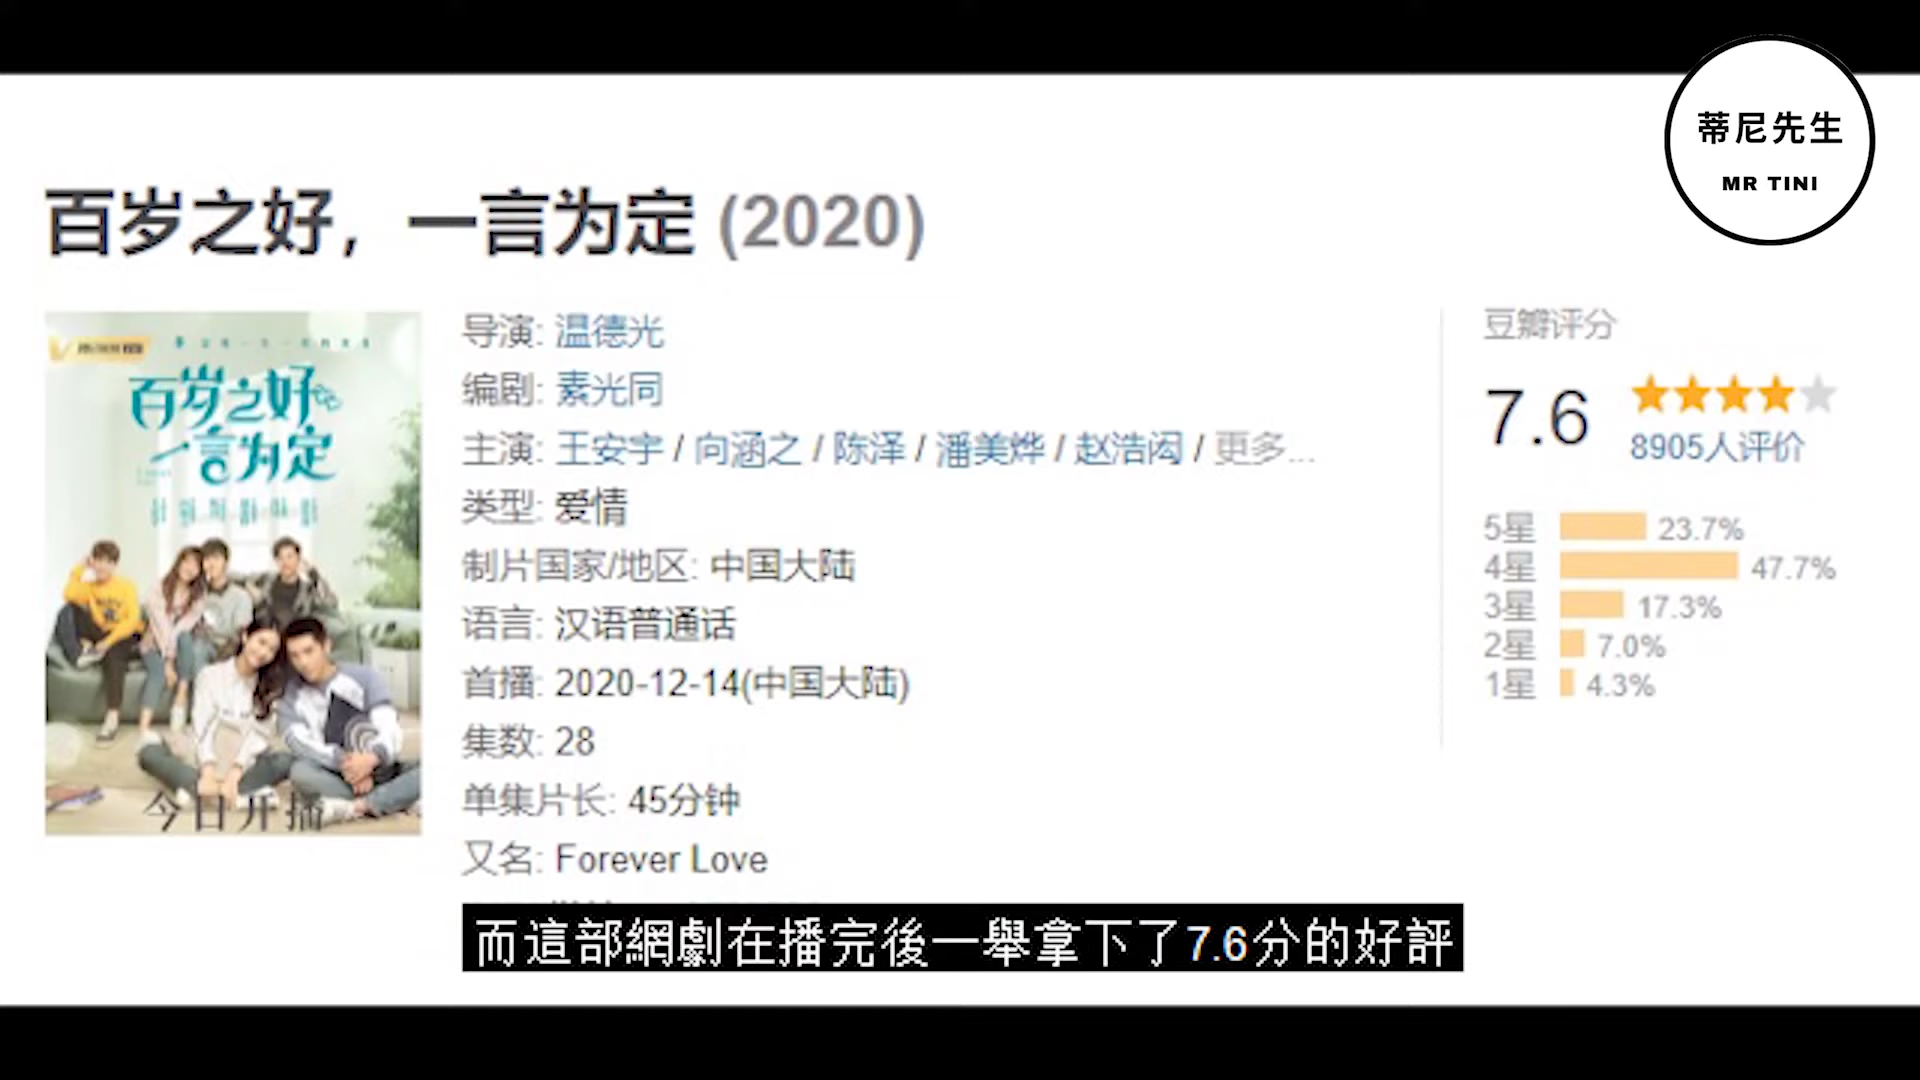 蒂尼先生
MR TINI
百岁之好，一言为定 (2020)
百岁之好
一言为定
今日开播
导演: 温德光
编剧: 素光同
主演: 王安宇 / 向涵之 / 陈泽 / 潘美烨 / 赵浩闳 / 更多...
类型: 爱情
制片国家/地区: 中国大陆
语言: 汉语普通话
首播: 2020-12-14(中国大陆)
集数: 28
单集片长: 45分钟
又名: Forever Love
豆瓣评分
7.6
8905人评价
5星 23.7%
4星 47.7%
3星 17.3%
2星 7.0%
1星 4.3%
而這部網劇在播完後一舉拿下了7.6分的好評